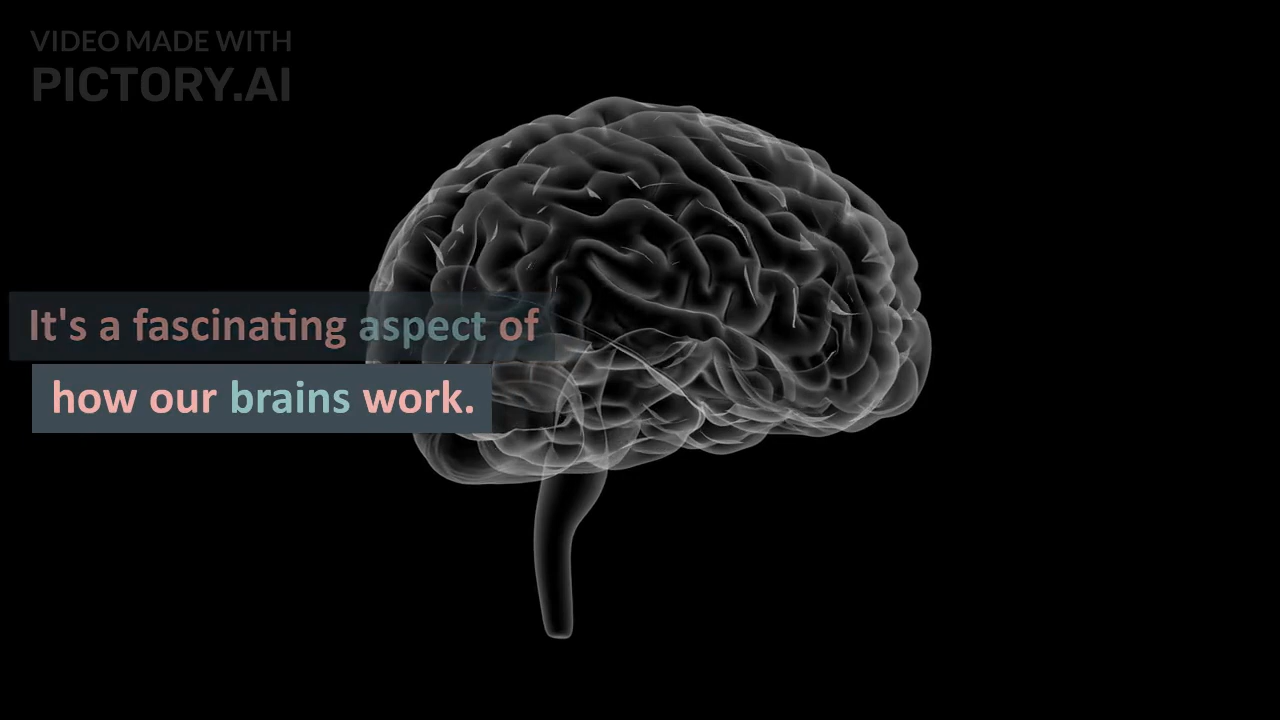 VIDEO MADE WITH
PICTORY.AI
It's a fascinating aspect of
how our brains work.